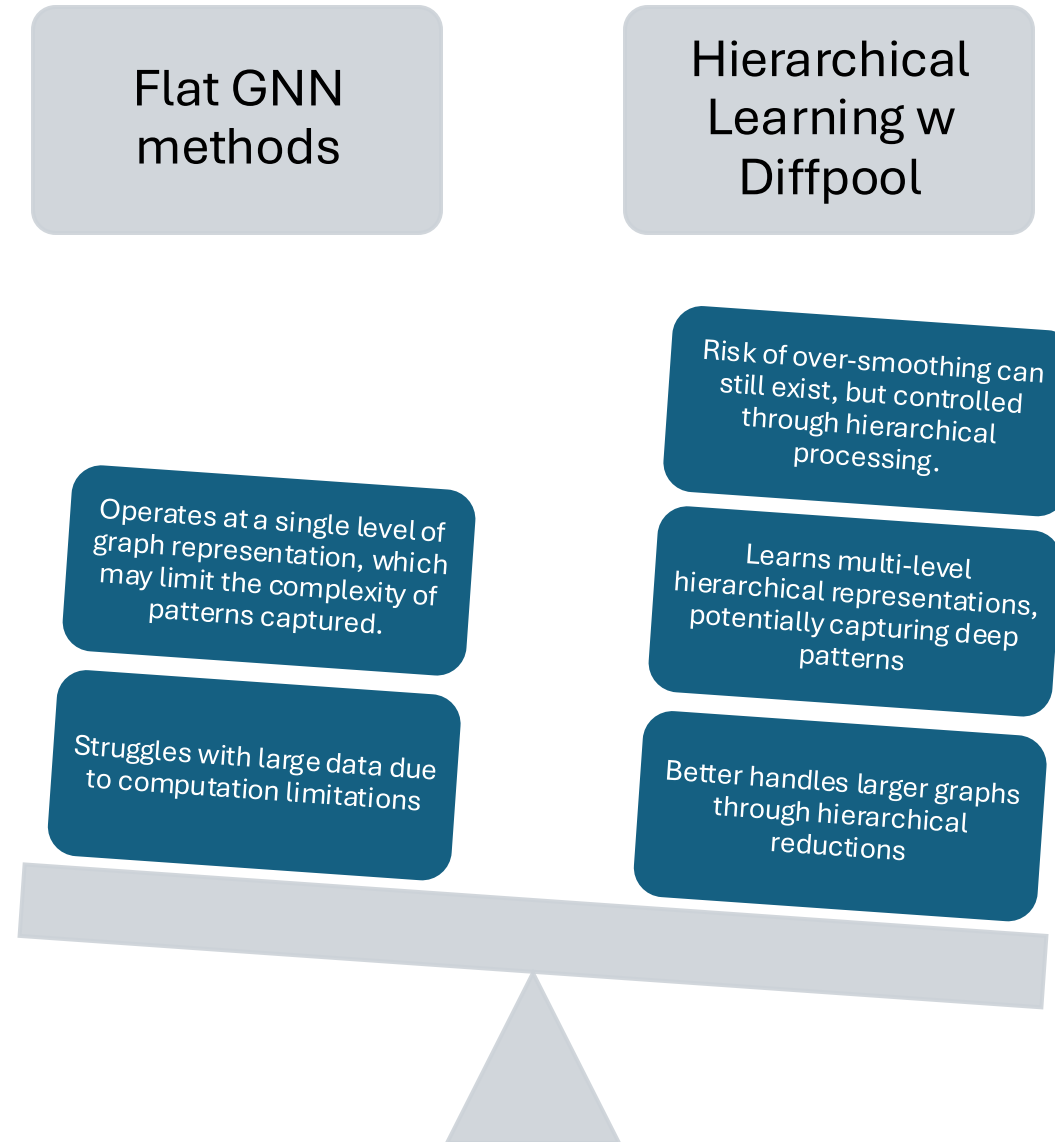 Flat GNN
methods
Hierarchical
Learning w
Diffpool
Operates at a single level of
graph representation, which
may limit the complexity of
patterns captured.
Struggles with large data due
to computation limitations
Risk of over-smoothing can
still exist, but controlled
through hierarchical
processing.
Learns multi-level
hierarchical representations,
potentially capturing deep
patterns
Better handles larger graphs
through hierarchical
reductions